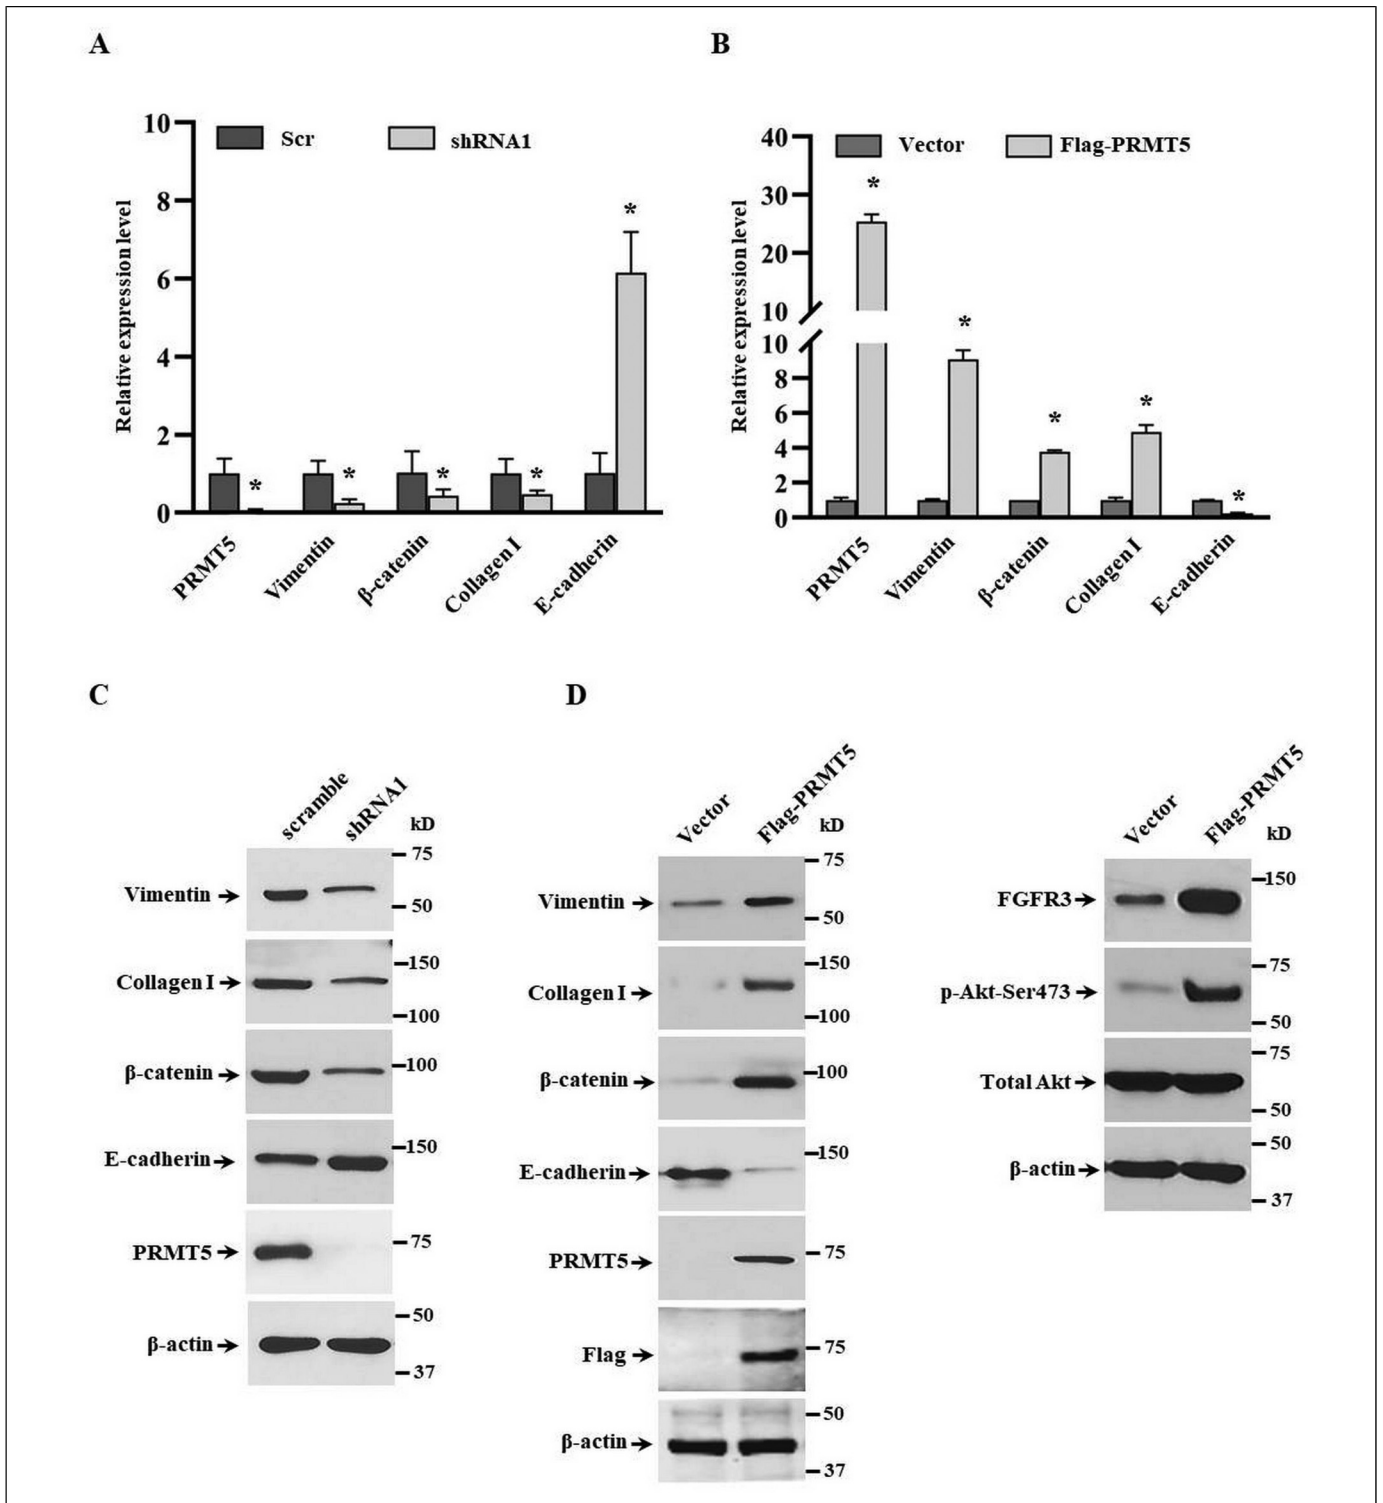 A
B
10
8
6
4
2
0
Relative expression level
Scr
shRNA1
*
*
*
*
*
PRMT5
Vimentin
β-catenin
Collagen I
E-cadherin
40
30
20
10
10
8
6
4
2
0
Relative expression level
Vector
Flag-PRMT5
*
*
*
*
*
PRMT5
Vimentin
β-catenin
Collagen I
E-cadherin
C
D
scramble
shRNA1
kD
Vimentin
75
50
Collagen I
150
100
β-catenin
100
E-cadherin
150
PRMT5
75
β-actin
50
37
Vector
Flag-PRMT5
kD
Vimentin
75
50
Collagen I
150
100
β-catenin
100
E-cadherin
150
PRMT5
75
Flag
75
β-actin
50
37
Vector
Flag-PRMT5
kD
FGFR3
150
p-Akt-Ser473
75
50
Total Akt
75
50
β-actin
50
37